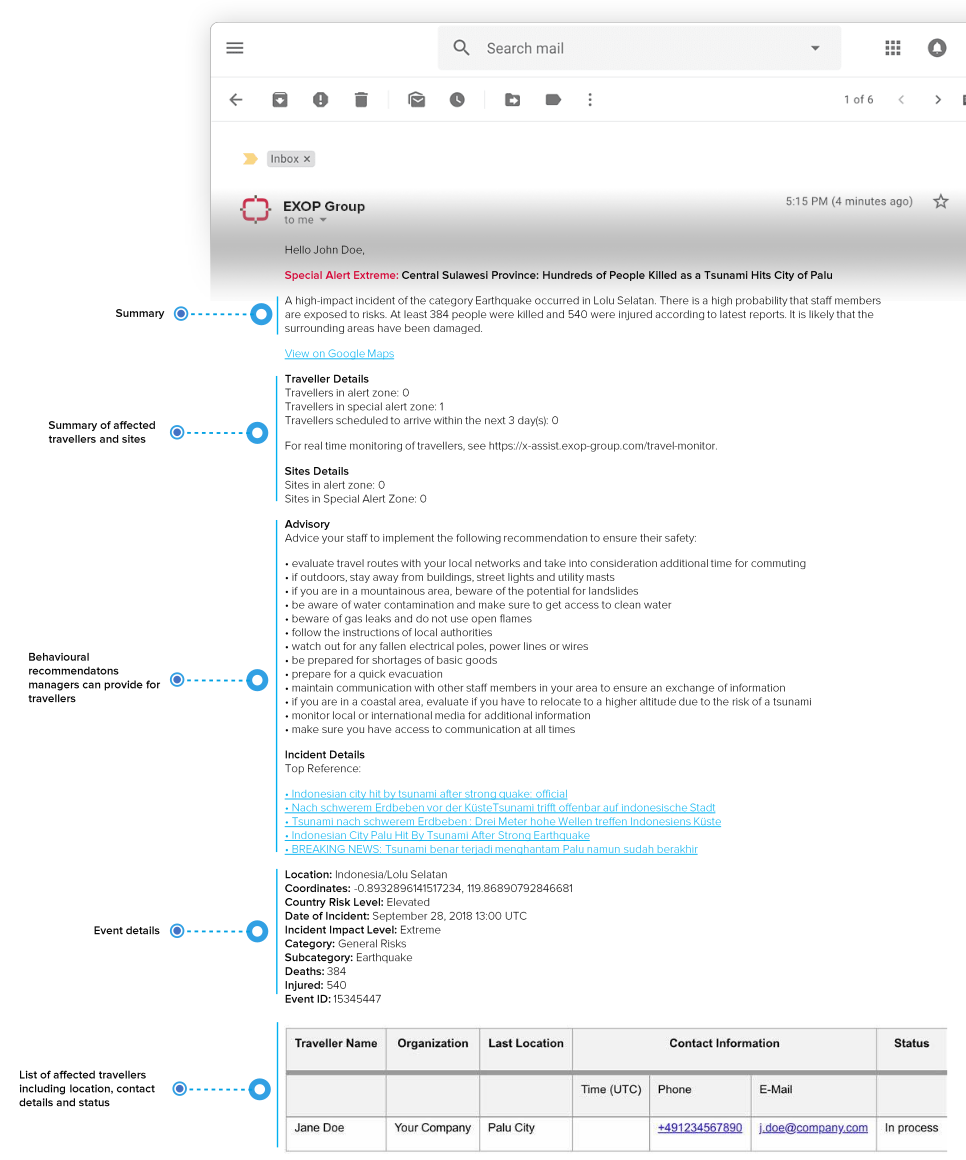 Search mail
1 of 6
Inbox ×
EXOP Group
5:15 PM (4 minutes ago)
to me
Hello John Doe,
Special Alert Extreme: Central Sulawesi Province: Hundreds of People Killed as a Tsunami Hits City of Palu
Summary
A high-impact incident of the category Earthquake occurred in Lolu Selatan. There is a high probability that staff members
are exposed to risks. At least 384 people were killed and 540 were injured according to latest reports. It is likely that the
surrounding areas have been damaged.
View on Google Maps
Summary of affected
travellers and sites
Traveller Details
Travellers in alert zone: 0
Travellers in special alert zone: 1
Travellers scheduled to arrive within the next 3 day(s): 0
For real time monitoring of travellers, see https://x-assist.exop-group.com/travel-monitor.
Sites Details
Sites in alert zone: 0
Sites in Special Alert Zone: 0
Behavioural
recommendatons
managers can provide for
travellers
Advisory
Advice your staff to implement the following recommendation to ensure their safety:
• evaluate travel routes with your local networks and take into consideration additional time for commuting
• if outdoors, stay away from buildings, street lights and utility masts
• if you are in a mountainous area, beware of the potential for landslides
• be aware of water contamination and make sure to get access to clean water
• beware of gas leaks and do not use open flames
• follow the instructions of local authorities
• watch out for any fallen electrical poles, power lines or wires
• be prepared for shortages of basic goods
• prepare for a quick evacuation
• maintain communication with other staff members in your area to ensure an exchange of information
• if you are in a coastal area, evaluate if you have to relocate to a higher altitude due to the risk of a tsunami
• monitor local or international media for additional information
• make sure you have access to communication at all times
Incident Details
Top Reference:
• Indonesian city hit by tsunami after strong quake: official
• Nach schwerem Erdbeben vor der KüsteTsunami trifft offenbar auf indonesische Stadt
• Tsunami nach schwerem Erdbeben : Drei Meter hohe Wellen treffen Indonesiens Küste
• Indonesian City Palu Hit By Tsunami After Strong Earthquake
• BREAKING NEWS: Tsunami benar terjadi menghantam Palu namun sudah berakhir
Event details
Location: Indonesia/Lolu Selatan
Coordinates: -0.8932896141517234, 119.86890792846681
Country Risk Level: Elevated
Date of Incident: September 28, 2018 13:00 UTC
Incident Impact Level: Extreme
Category: General Risks
Subcategory: Earthquake
Deaths: 384
Injured: 540
Event ID: 15345447
List of affected travellers
including location, contact
details and status
Traveller Name Organization Last Location Contact Information Status
Time (UTC) Phone E-Mail
Jane Doe Your Company Palu City +491234567890 j.doe@company.com In process